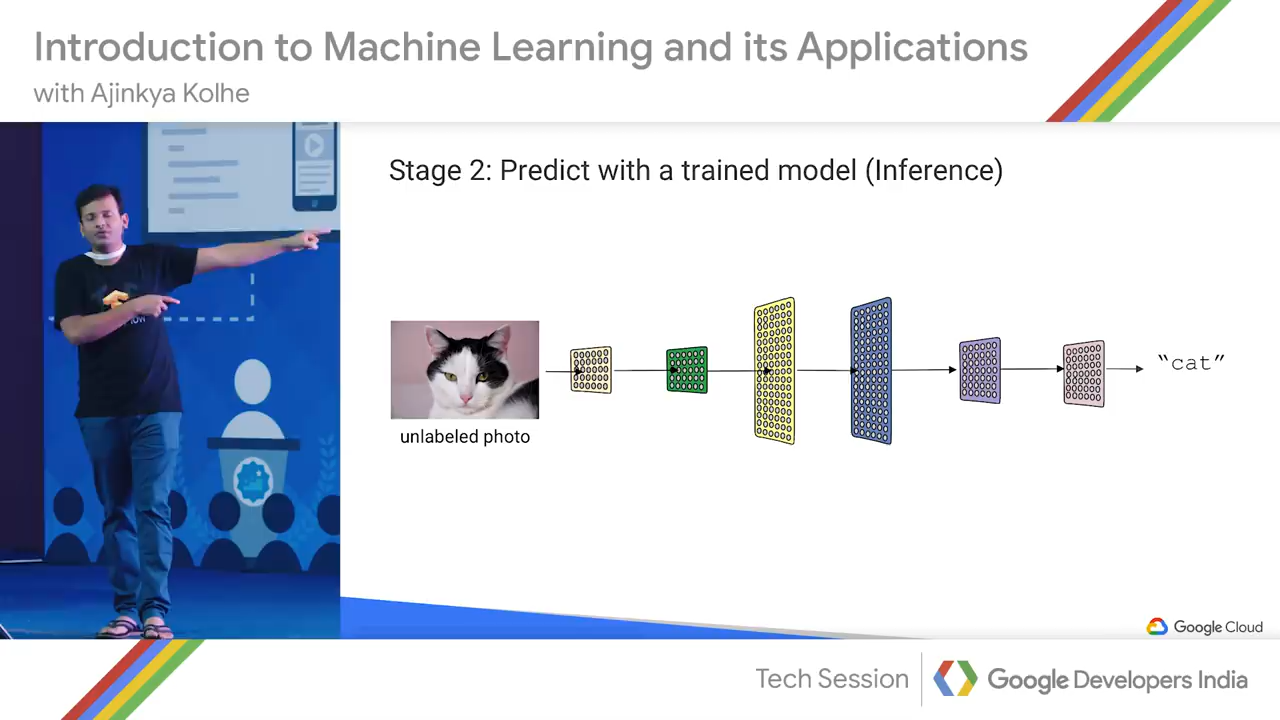 Introduction to Machine Learning and its Applications
with Ajinkya Kolhe
Stage 2: Predict with a trained model (Inference)
unlabeled photo
“cat”
Google Cloud
Tech Session
Google Developers India